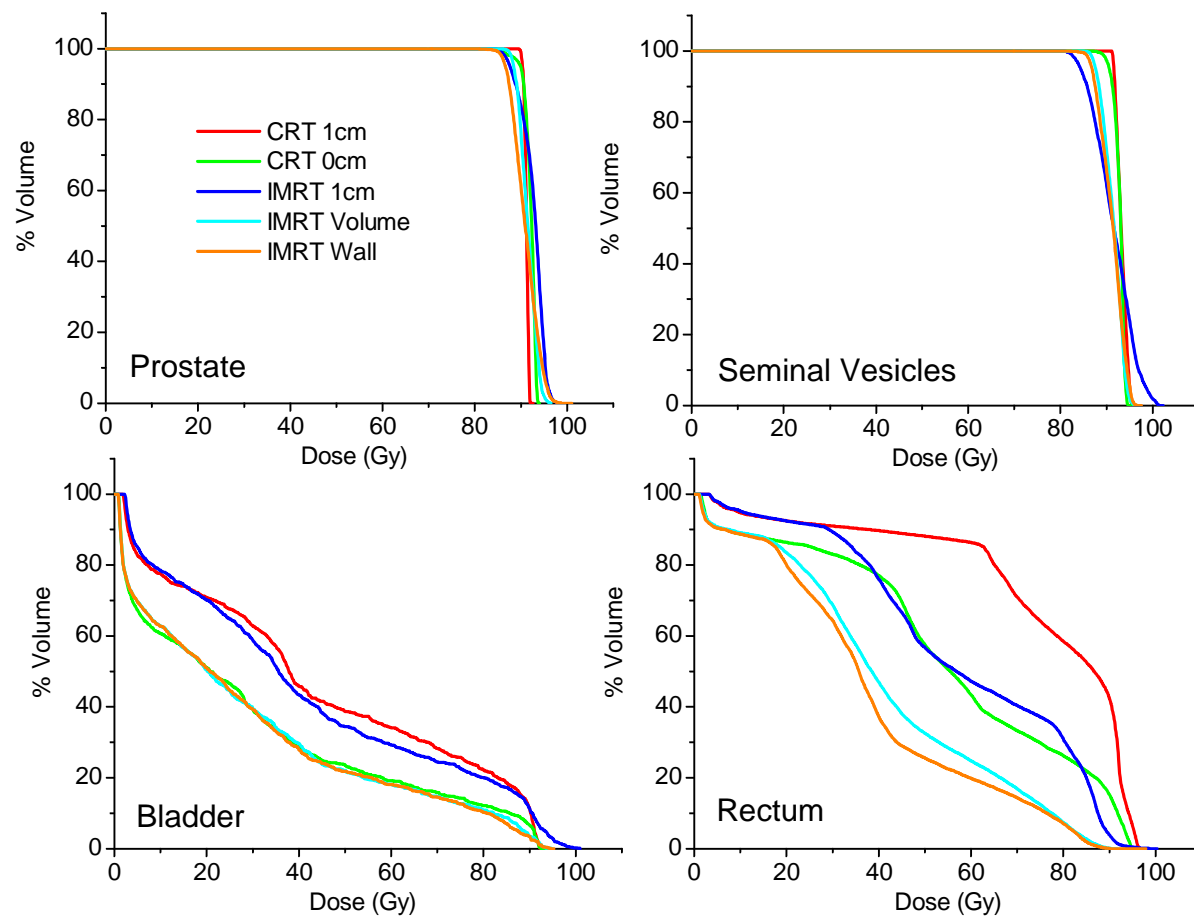 100
80
60
40
20
0
% Volume
CRT 1cm
CRT 0cm
IMRT 1cm
IMRT Volume
IMRT Wall
Prostate
0 20 40 60 80 100
Dose (Gy)
100
80
60
40
20
0
% Volume
Seminal Vesicles
0 20 40 60 80 100
Dose (Gy)
100
80
60
40
20
0
% Volume
Bladder
0 20 40 60 80 100
Dose (Gy)
100
80
60
40
20
0
% Volume
Rectum
0 20 40 60 80 100
Dose (Gy)